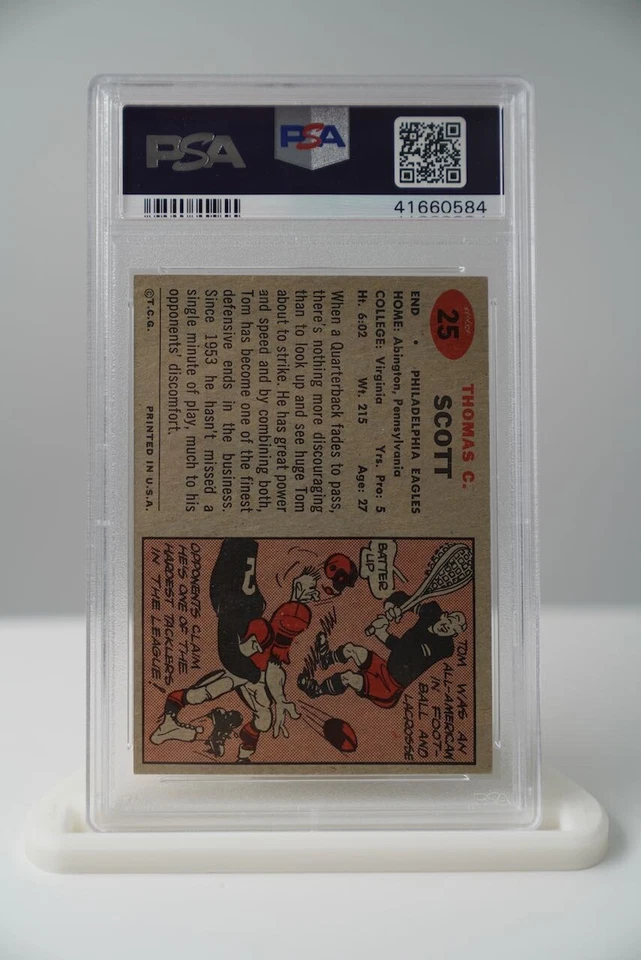 PSA
PSA
41660584
25
THOMAS C.
SCOTT
END • PHILADELPHIA EAGLES
HOME: Abington, Pennsylvania
COLLEGE: Virginia Yrs. Pro: 5
Ht. 6:02 Wt. 215 Age: 27
When a Quarterback fades to pass,
there's nothing more discouraging
than to look up and see huge Tom
about to strike. He has great power
and speed and by combining both,
Tom has become one of the finest
defensive ends in the business.
Since 1953 he hasn't missed a
single minute of play, much to his
opponents' discomfort.
©T.C.G. PRINTED IN U.S.A.
TOM WAS AN
ALL-AMERICAN
IN FOOT-
BALL AND
LACROSSE
BATTER
UP
OPPONENTS CLAIM
HE'S ONE OF THE
HARDEST TACKLERS
IN THE LEAGUE!
PSA